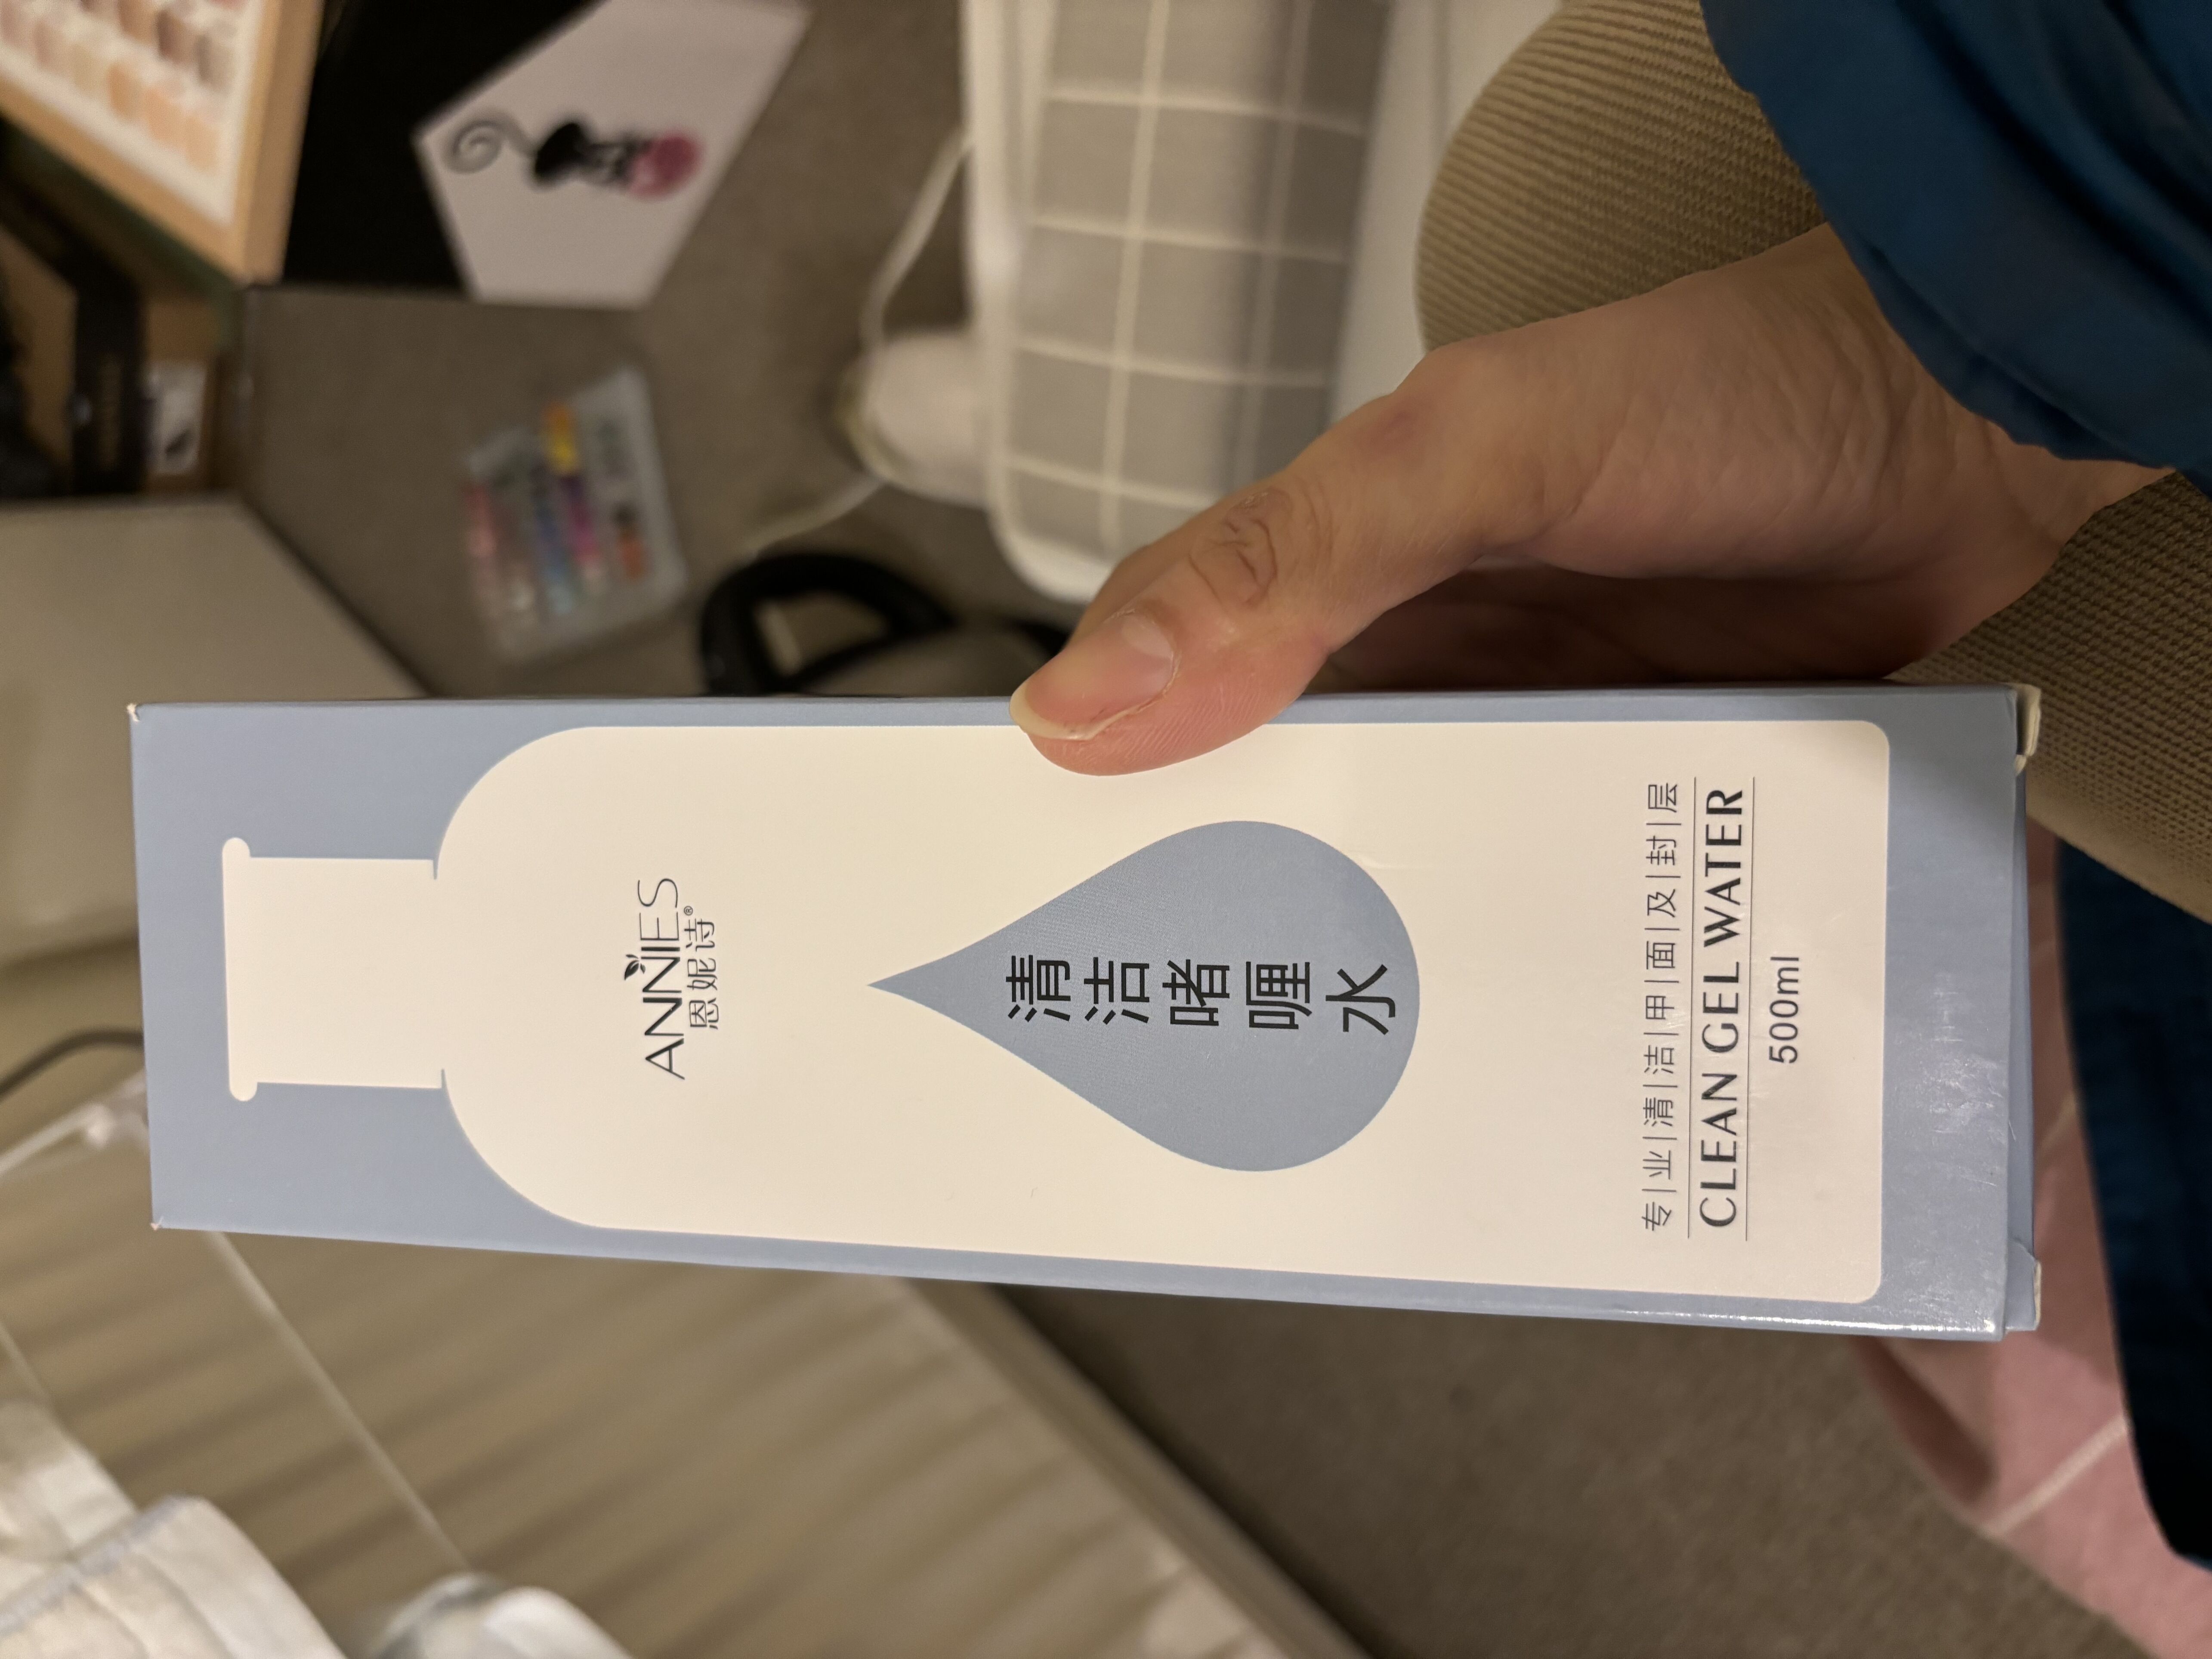 ANNIES
恩妮诗®
清洁啫喱水
专|业|清|洁|甲|面|及|封|层
CLEAN GEL WATER
500ml